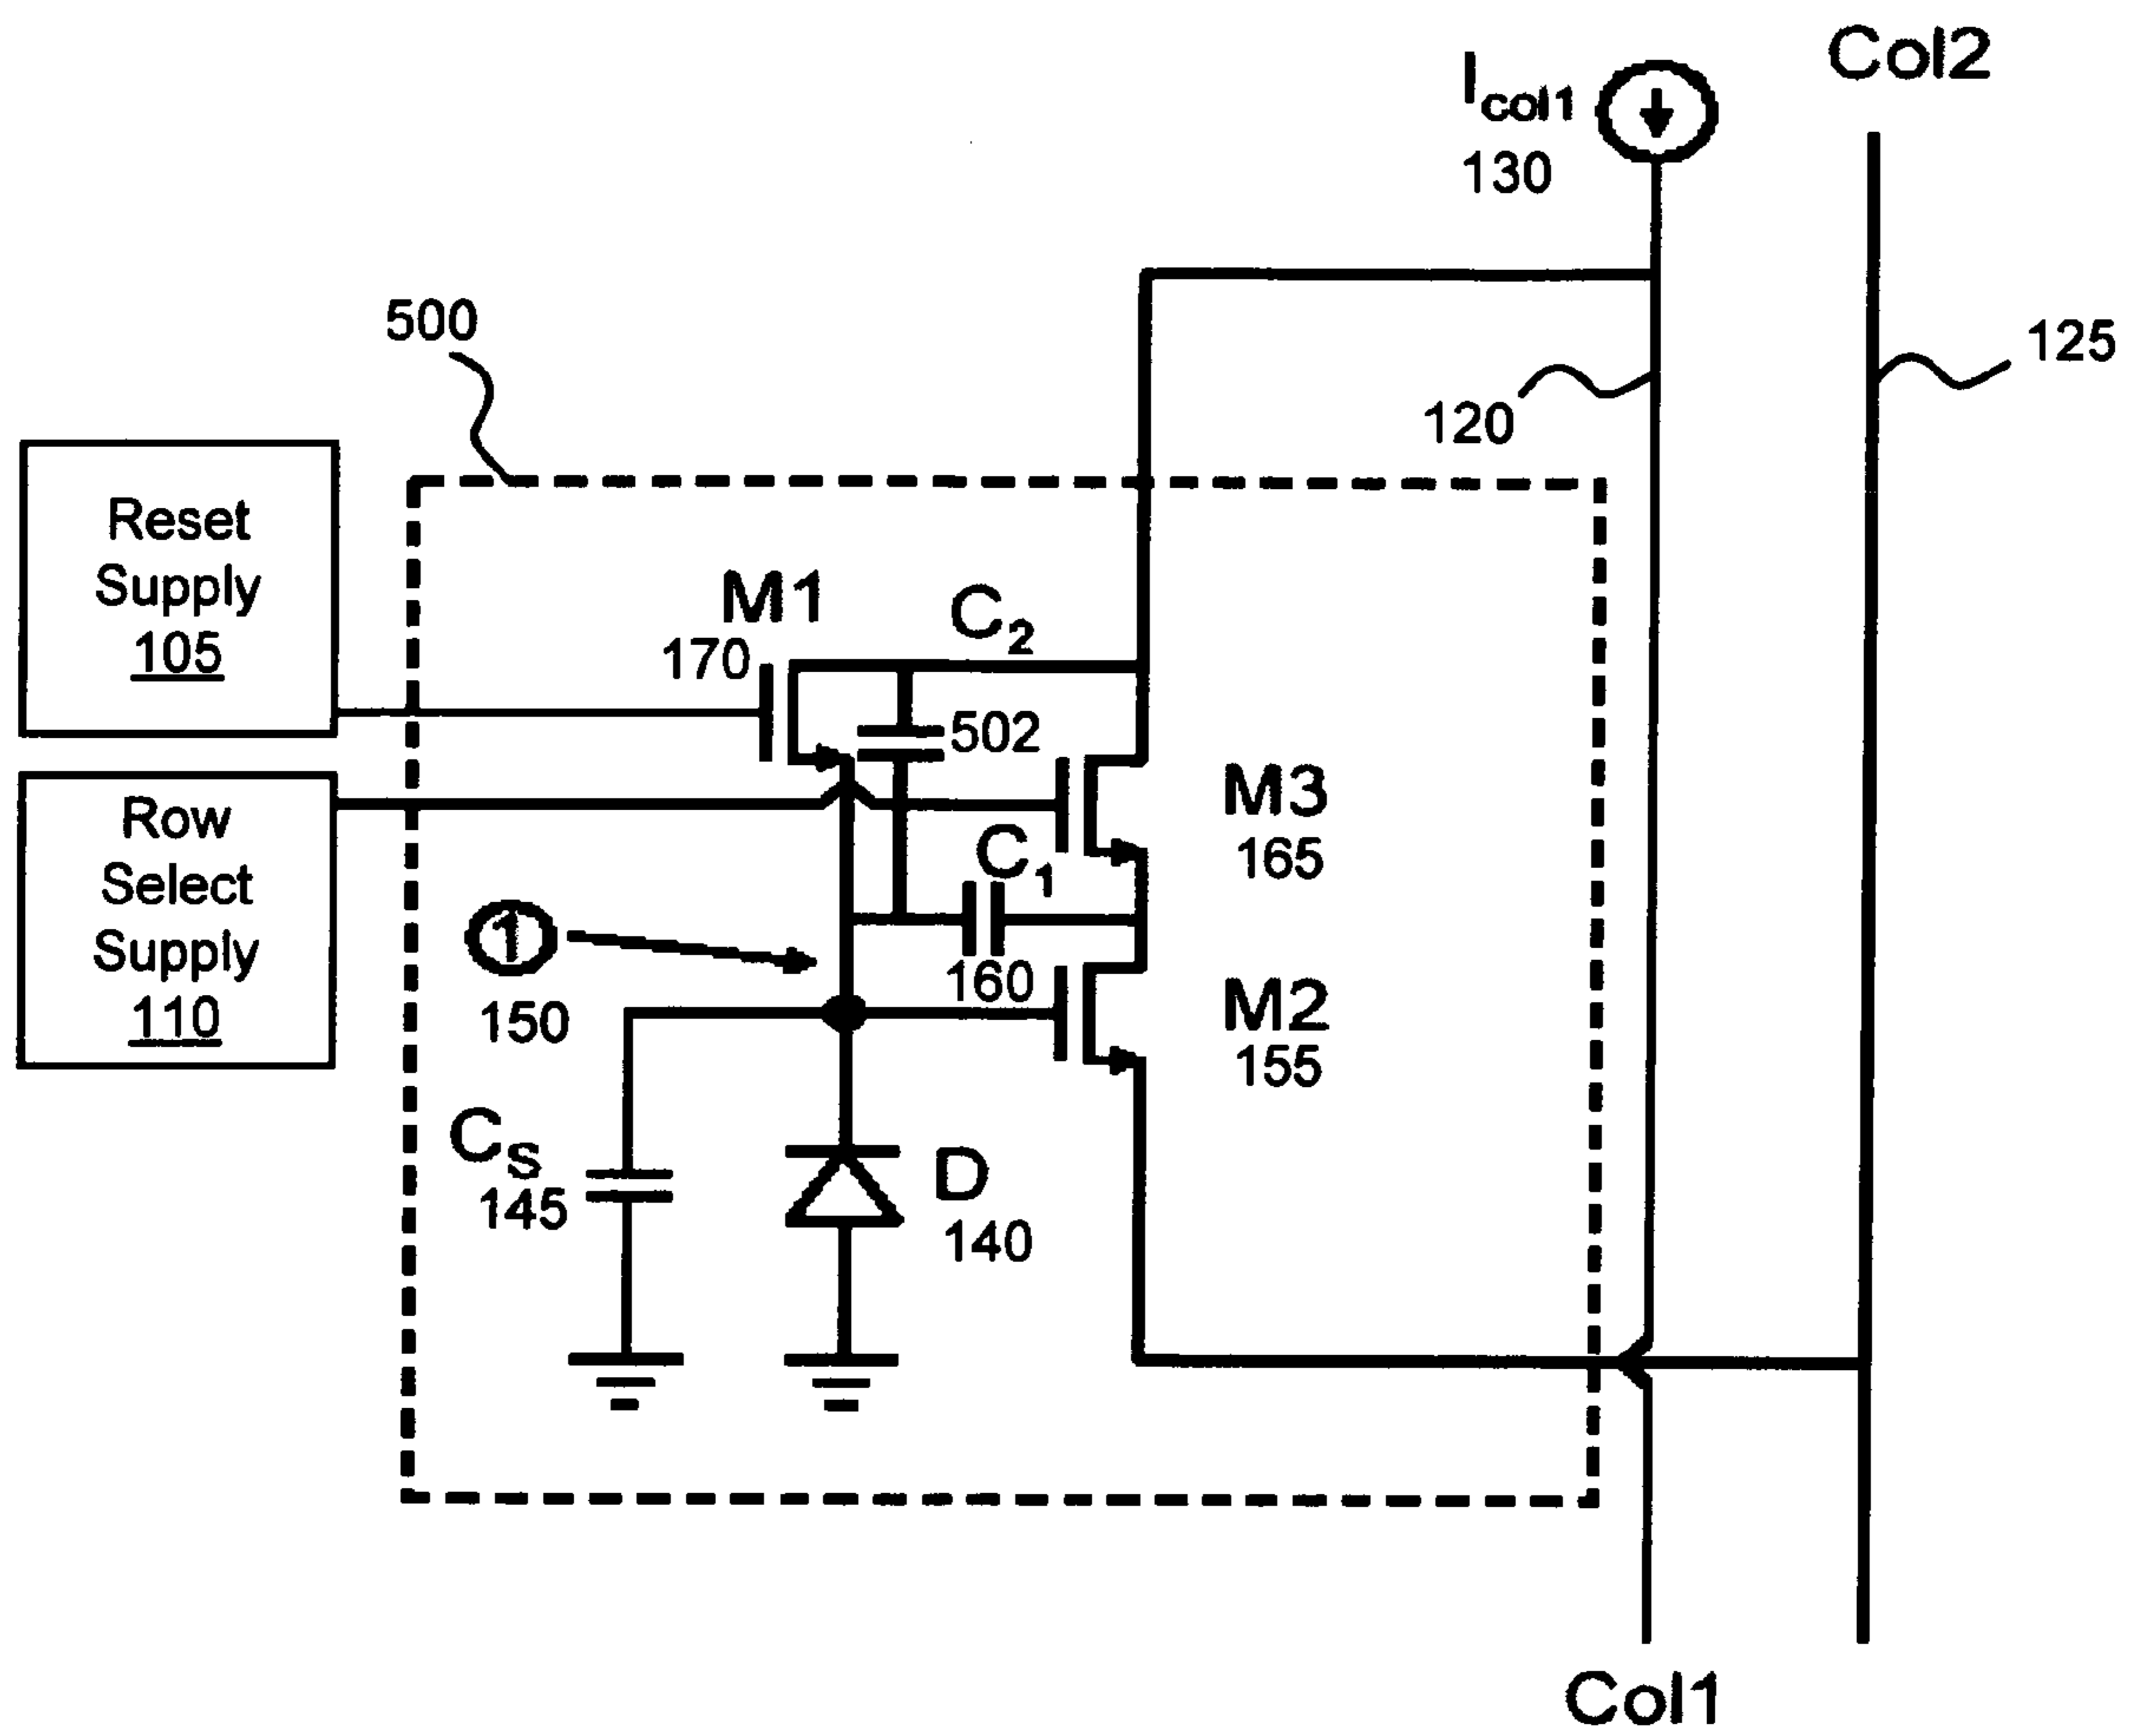 Col2
Icol1
130
500
125
120
Reset
Supply
105
M1
170
C2
502
Row
Select
Supply
110
M3
165
C1
1
150
160
M2
155
CS
145
D
140
Col1